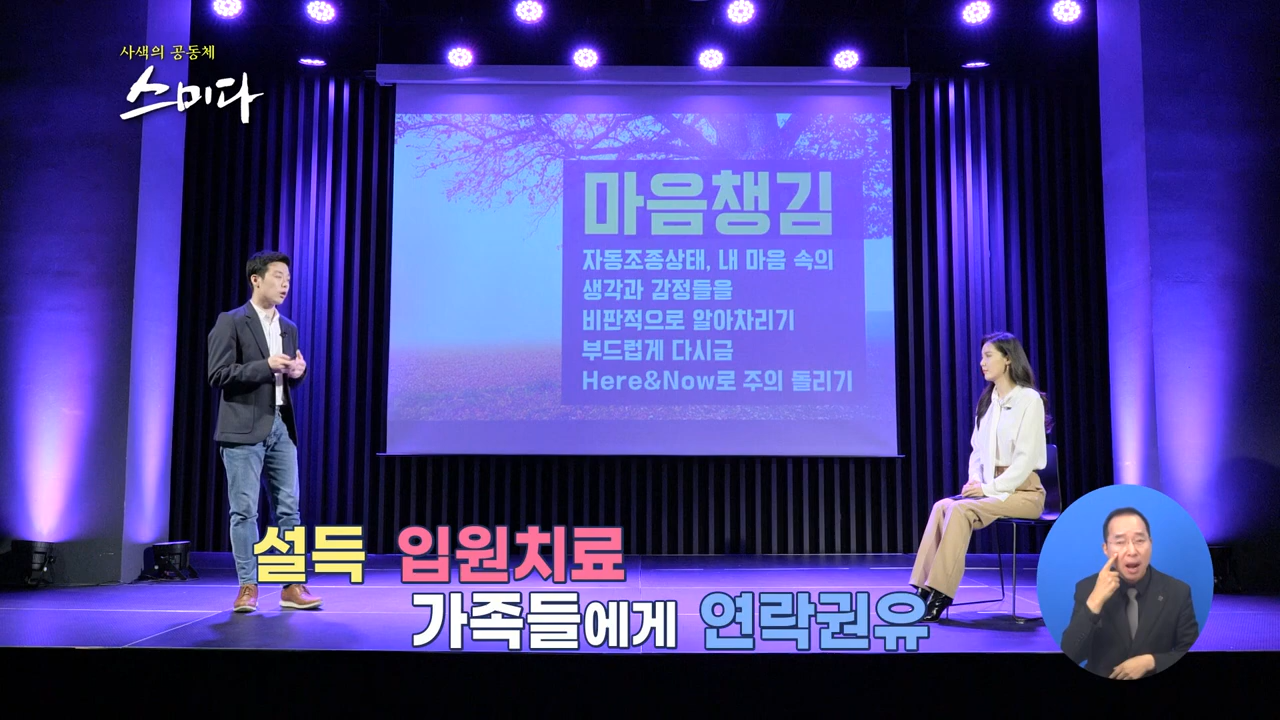 사색의 공동체
스미다
마음챙김
자동조종상태, 내 마음 속의
생각과 감정들을
비판적으로 알아차리기
부드럽게 다시금
Here&Now로 주의 돌리기
설득 입원치료
가족들에게 연락권유